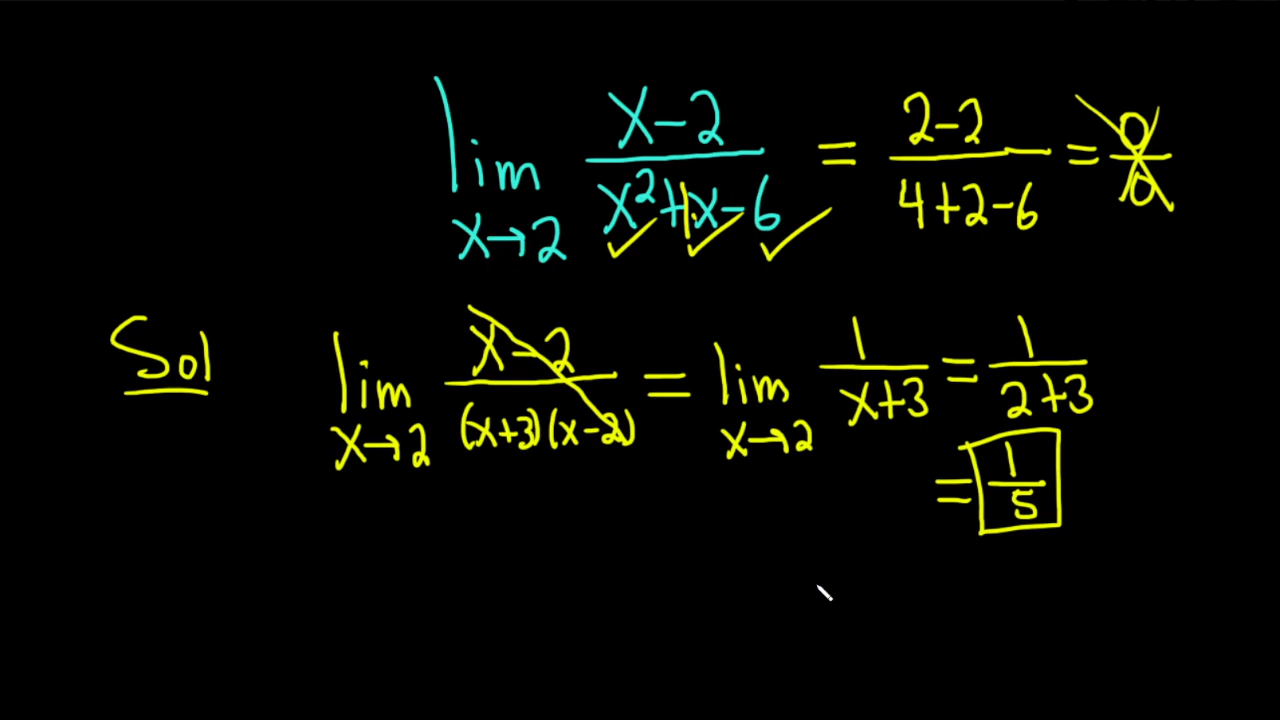 lim x→2 (x-2)/(x²+1x-6) = (2-2)/(4+2-6) = 0/0
Sol lim x→2 (x-2)/((x+3)(x-2)) = lim x→2 1/(x+3) = 1/(2+3)
= 1/5